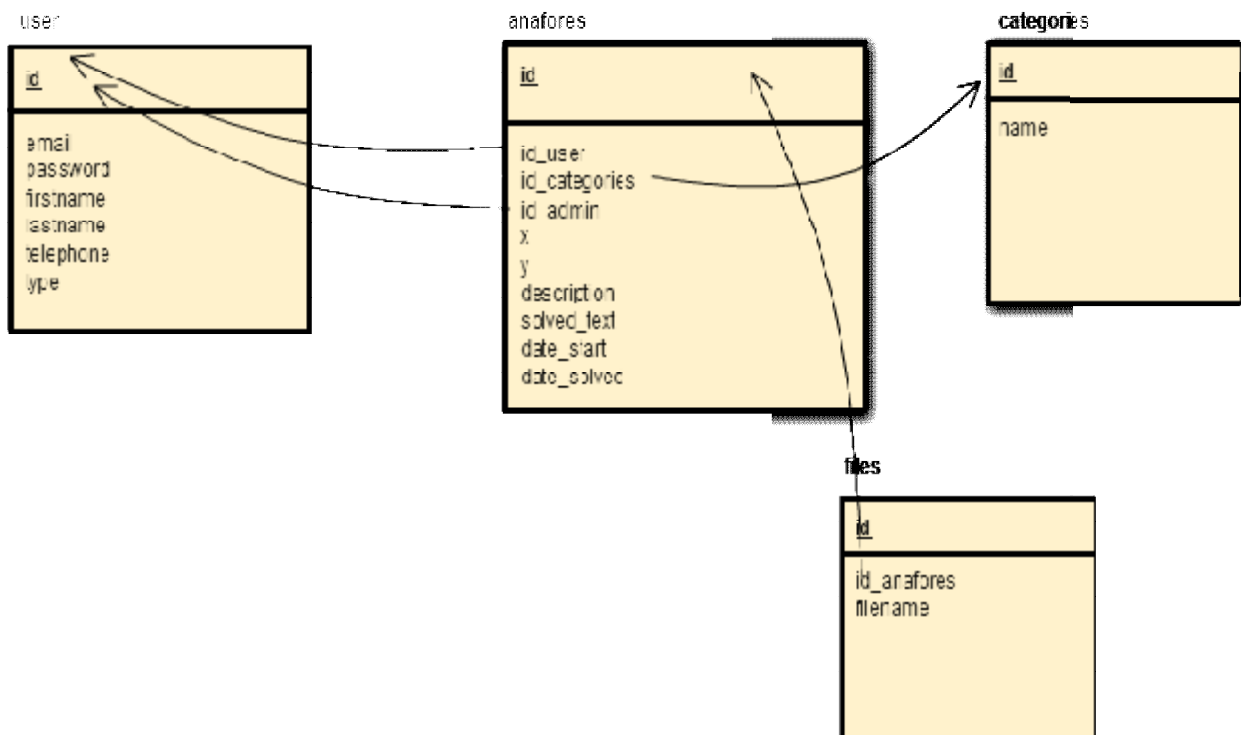 user
id
email
password
firstname
lastname
telephone
type
anafores
id
id_user
id_categories
id_admin
x
y
description
solved_text
date_start
date_solved
categories
id
name
files
id
id_anafores
filename